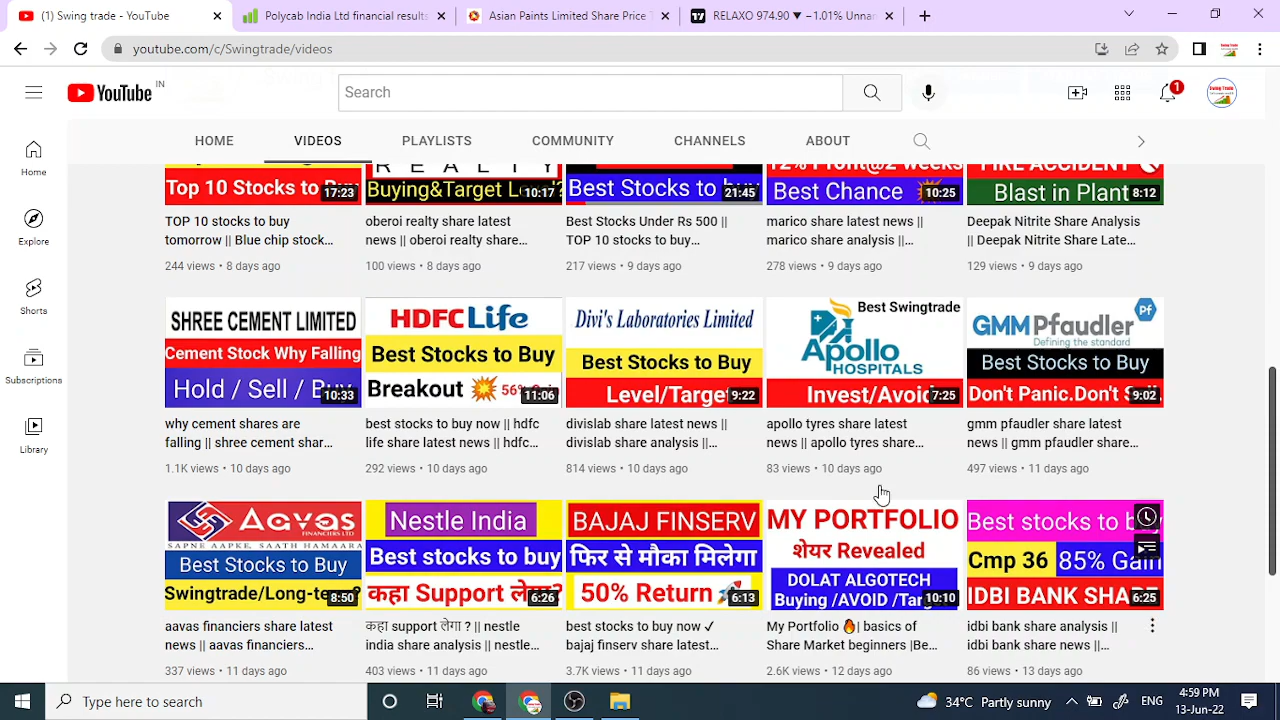 (1) Swing Trade - YouTube
Ultratech share p
Asian Paints Share Price T
RELAXO 974.90 ▼ −1.01% Unna
youtube.com/c/Swingtrade/videos
YouTube IN
Search
1
HOME VIDEOS PLAYLISTS COMMUNITY CHANNELS ABOUT
Home
Explore
Shorts
Subscriptions
Library
Top 10 Stocks to
17:23
TOP 10 stocks to buy
tomorrow || Blue chip stock...
244 views • 8 days ago
REALTY
Buying&Target
10:17
oberoi realty share latest
news || oberoi realty share...
100 views • 8 days ago
Best Stocks to
21:45
Best Stocks Under Rs 500 ||
TOP 10 stocks to buy...
217 views • 9 days ago
12% Profit@2 weeks
Best Chance
10:25
marico share latest news ||
marico share analysis ||...
278 views • 9 days ago
FIRE ACCIDENT
Blast in Plant
8:12
Deepak Nitrite Share Analysis
|| Deepak Nitrite Share Late...
129 views • 9 days ago
SHREE CEMENT LIMITED
Cement Stock Why Falling
Hold / Sell / Buy
10:33
why cement shares are
falling || shree cement shar...
1.1K views • 10 days ago
HDFC Life
Best Stocks to Buy
Breakout 💥 56%
11:06
best stocks to buy now || hdfc
life share latest news || hdfc...
292 views • 10 days ago
Divi's Laboratories Limited
Best Stocks to Buy
Level/Target
9:22
divislab share latest news ||
divislab share analysis ||...
814 views • 10 days ago
Best Swingtrade
Apollo
HOSPITALS
Invest/Avoid
7:25
apollo tyres share latest
news || apollo tyres share...
83 views • 10 days ago
Pf
GMM Pfaudler
Defining the standard
Best Stocks to Buy
Don't Panic.Don't
9:02
gmm pfaudler share latest
news || gmm pfaudler share...
497 views • 11 days ago
Aavas
FINANCIERS LTD
SAPNE AAPKE, SAATH HAMAARA
Best Stocks to Buy
Swingtrade/Long-te
8:50
aavas financiers share latest
news || aavas financiers...
337 views • 11 days ago
Nestle India
Best stocks to buy
कहा Support लेगा?
6:26
कहा support लेगा ? || nestle
india share analysis || nestle...
403 views • 11 days ago
BAJAJ FINSERV
फिर से मौका मिलेगा
50% Return 🚀
6:13
best stocks to buy now ✓
bajaj finserv share latest...
3.7K views • 11 days ago
MY PORTFOLIO
शेयर Revealed
DOLAT ALGOTECH
Buying /AVOID /Tar
10:10
My Portfolio 🔥| basics of
Share Market beginners |Be...
2.6K views • 12 days ago
Best stocks to buy
Cmp 36 85% Gain
IDBI BANK SHA
6:25
idbi bank share analysis ||
idbi bank share news ||...
86 views • 13 days ago
Type here to search
34°C Partly sunny
ENG
4:59 PM
13-Jun-22